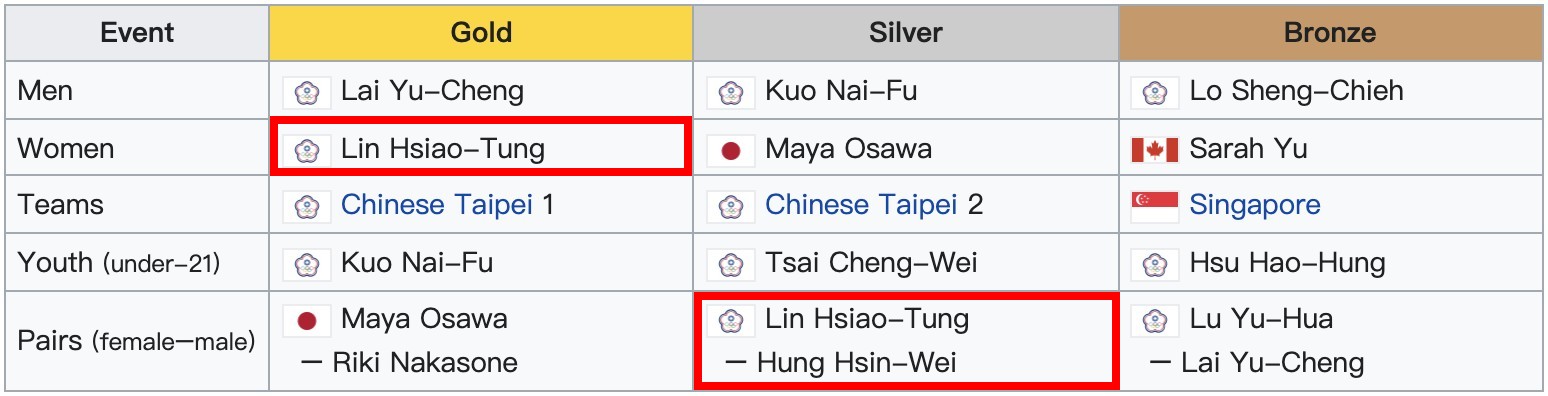 Event Gold Silver Bronze
Men Lai Yu–Cheng Kuo Nai–Fu Lo Sheng–Chieh
Women Lin Hsiao–Tung Maya Osawa Sarah Yu
Teams Chinese Taipei 1 Chinese Taipei 2 Singapore
Youth (under–21) Kuo Nai–Fu Tsai Cheng–Wei Hsu Hao–Hung
Pairs (female—male) Maya Osawa — Riki Nakasone Lin Hsiao–Tung — Hung Hsin–Wei Lu Yu–Hua — Lai Yu–Cheng